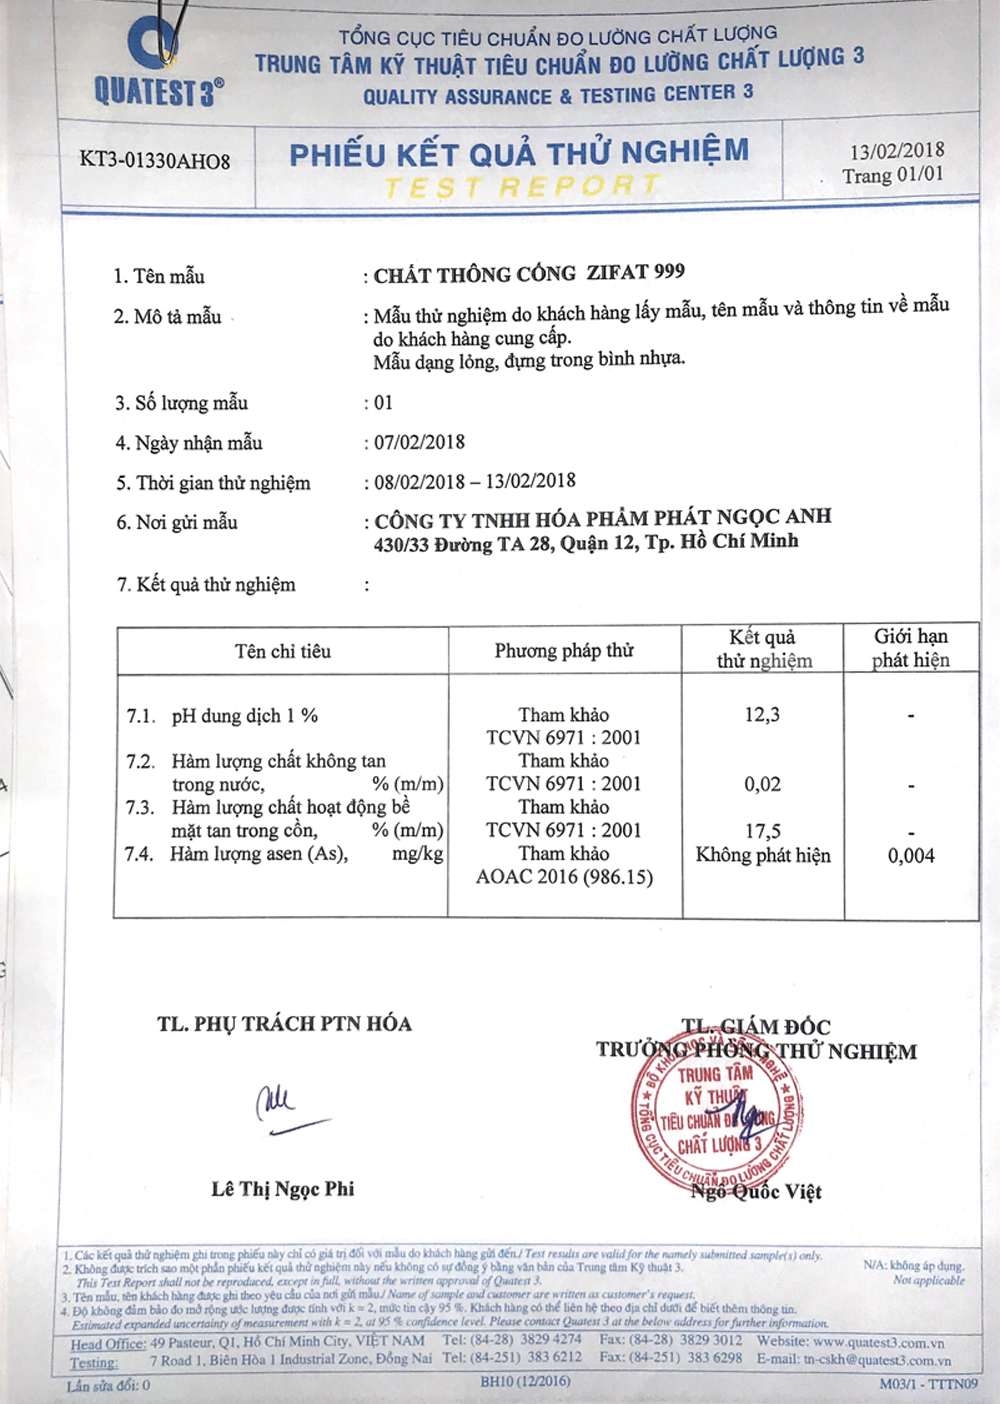 TỔNG CỤC TIÊU CHUẨN ĐO LƯỜNG CHẤT LƯỢNG
TRUNG TÂM KỸ THUẬT TIÊU CHUẨN ĐO LƯỜNG CHẤT LƯỢNG 3
QUALITY ASSURANCE & TESTING CENTER 3
QUATEST 3®
KT3-01330AHO8
PHIẾU KẾT QUẢ THỬ NGHIỆM
TEST REPORT
13/02/2018
Trang 01/01
1. Tên mẫu : CHẤT THÔNG CỐNG ZIFAT 999
2. Mô tả mẫu : Mẫu thử nghiệm do khách hàng lấy mẫu, tên mẫu và thông tin về mẫu
do khách hàng cung cấp.
Mẫu dạng lỏng, đựng trong bình nhựa.
3. Số lượng mẫu : 01
4. Ngày nhận mẫu : 07/02/2018
5. Thời gian thử nghiệm : 08/02/2018 – 13/02/2018
6. Nơi gửi mẫu : CÔNG TY TNHH HÓA PHẨM PHÁT NGỌC ANH
430/33 Đường TA 28, Quận 12, Tp. Hồ Chí Minh
7. Kết quả thử nghiệm :
Tên chỉ tiêu Phương pháp thử Kết quả thử nghiệm Giới hạn phát hiện
7.1. pH dung dịch 1 % Tham khảo 12,3 -
TCVN 6971 : 2001
7.2. Hàm lượng chất không tan Tham khảo
trong nước, % (m/m) TCVN 6971 : 2001 0,02 -
7.3. Hàm lượng chất hoạt động bề Tham khảo
mặt tan trong cồn, % (m/m) TCVN 6971 : 2001 17,5 -
7.4. Hàm lượng asen (As), mg/kg Tham khảo Không phát hiện 0,004
AOAC 2016 (986.15)
TL. PHỤ TRÁCH PTN HÓA
TL. GIÁM ĐỐC
TRƯỞNG PHÒNG THỬ NGHIỆM
BỘ KHOA HỌC VÀ CÔNG NGHỆ
TRUNG TÂM
KỸ THUẬT
TIÊU CHUẨN ĐO LƯỜNG
CHẤT LƯỢNG 3
TỔNG CỤC TIÊU CHUẨN ĐO LƯỜNG CHẤT LƯỢNG
Lê Thị Ngọc Phi
Ngô Quốc Việt
1. Các kết quả thử nghiệm ghi trong phiếu này chỉ có giá trị đối với mẫu do khách hàng gửi đến./ Test results are valid for the namely submitted sample(s) only.
2. Không được trích sao một phần phiếu kết quả thử nghiệm này nếu không có sự đồng ý bằng văn bản của Trung tâm Kỹ thuật 3.
This Test Report shall not be reproduced, except in full, without the written approval of Quatest 3.
3. Tên mẫu, tên khách hàng được ghi theo yêu cầu của nơi gửi mẫu./ Name of sample and customer are written as customer's request.
4. Độ không đảm bảo đo mở rộng ước lượng được tính với k = 2, mức tin cậy 95 %. Khách hàng có thể liên hệ theo địa chỉ dưới để biết thêm thông tin.
Estimated expanded uncertainty of measurement with k = 2, at 95 % confidence level. Please contact Quatest 3 at the below address for further information.
N/A: không áp dụng.
Not applicable
Head Office: 49 Pasteur, Q1, Hồ Chí Minh City, VIỆT NAM Tel: (84-28) 3829 4274 Fax: (84-28) 3829 3012 Website: www.quatest3.com.vn
Testing: 7 Road 1, Biên Hòa 1 Industrial Zone, Đồng Nai Tel: (84-251) 383 6212 Fax: (84-251) 383 6298 E-mail: tn-cskh@quatest3.com.vn
Lần sửa đổi: 0 BH10 (12/2016) M03/1 - TTTN09